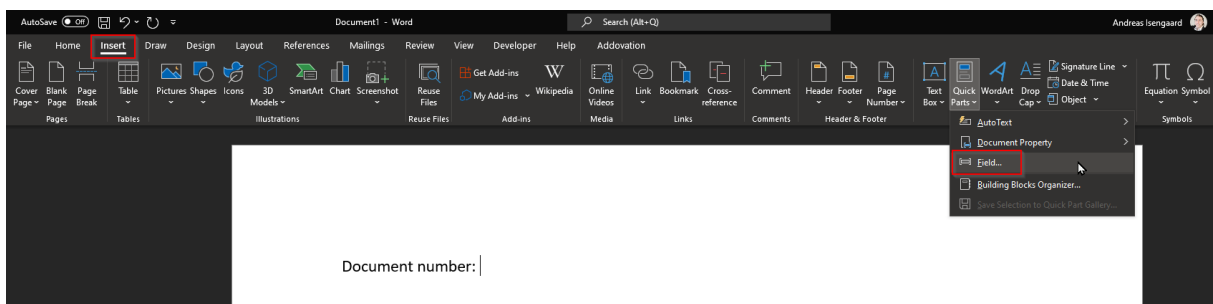 AutoSave Off Document1 - Word Search (Alt+Q) Andreas Isengaard
File Home Insert Draw Design Layout References Mailings Review View Developer Help Addovation
Cover Page
Blank Page
Page Break
Table
Pictures
Shapes
Icons
3D Models
SmartArt
Chart
Screenshot
Reuse Files
Get Add-ins
My Add-ins
Wikipedia
Online Videos
Link
Bookmark
Cross-reference
Comment
Header
Footer
Page Number
Text Box
Quick Parts
WordArt
Drop Cap
Signature Line
Date & Time
Object
Equation
Symbol
Pages Tables Illustrations Reuse Files Add-ins Media Links Comments Header & Footer Symbols
AutoText
Document Property
Field...
Building Blocks Organizer...
Save Selection to Quick Part Gallery...
Document number: